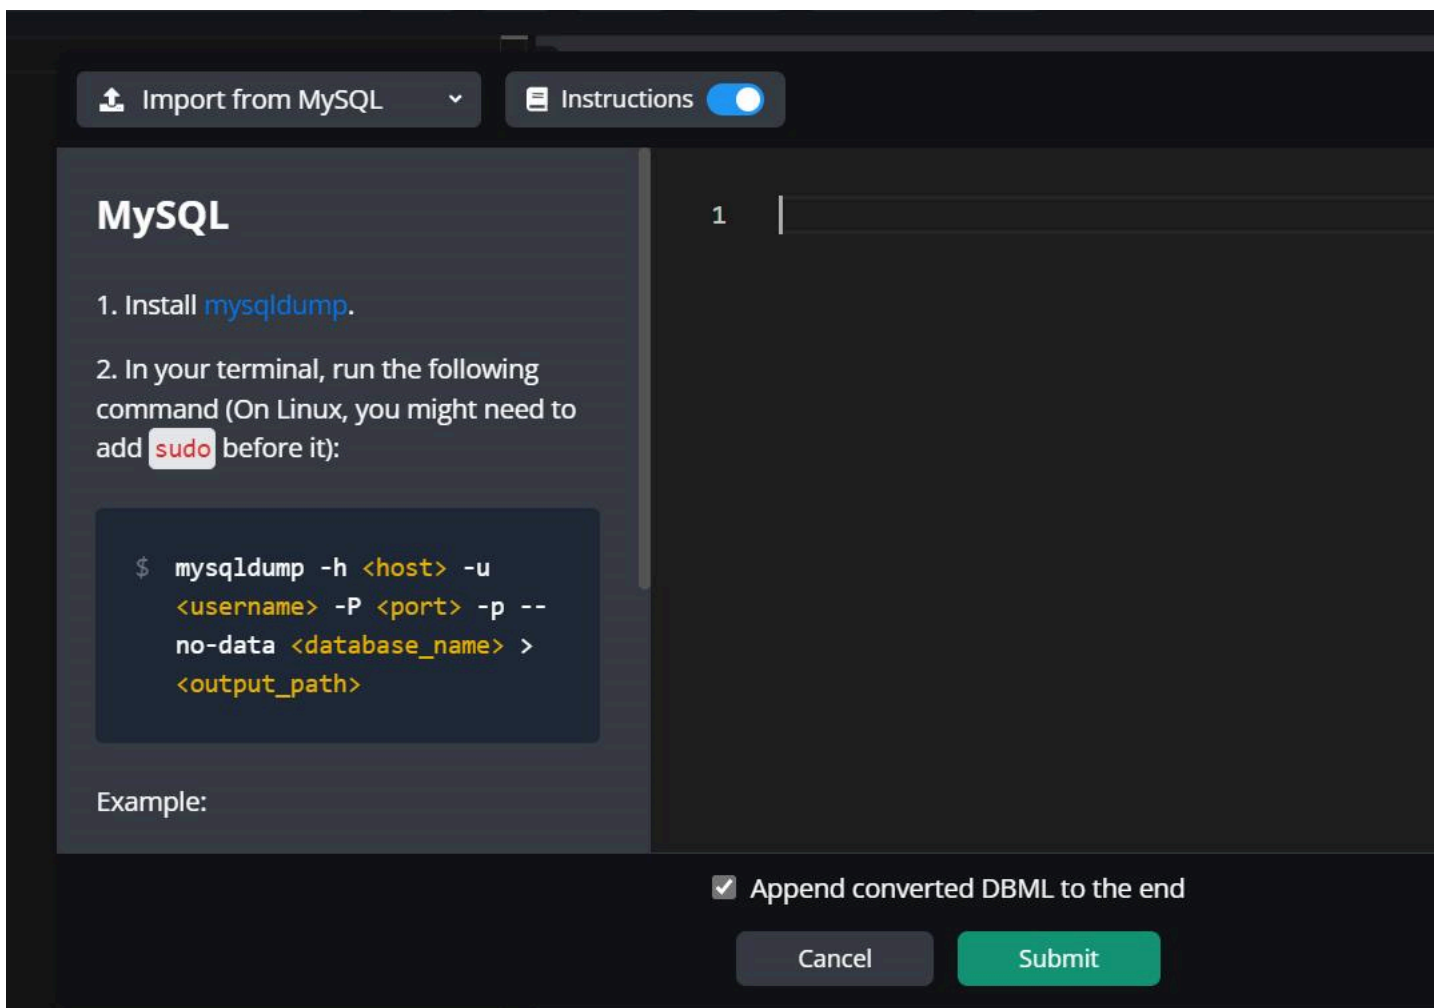 Import from MySQL
Instructions
MySQL
1. Install mysqldump.
2. In your terminal, run the following
command (On Linux, you might need to
add sudo before it):
$ mysqldump -h <host> -u
<username> -P <port> -p --
no-data <database_name> >
<output_path>
Example:
1
Append converted DBML to the end
Cancel
Submit